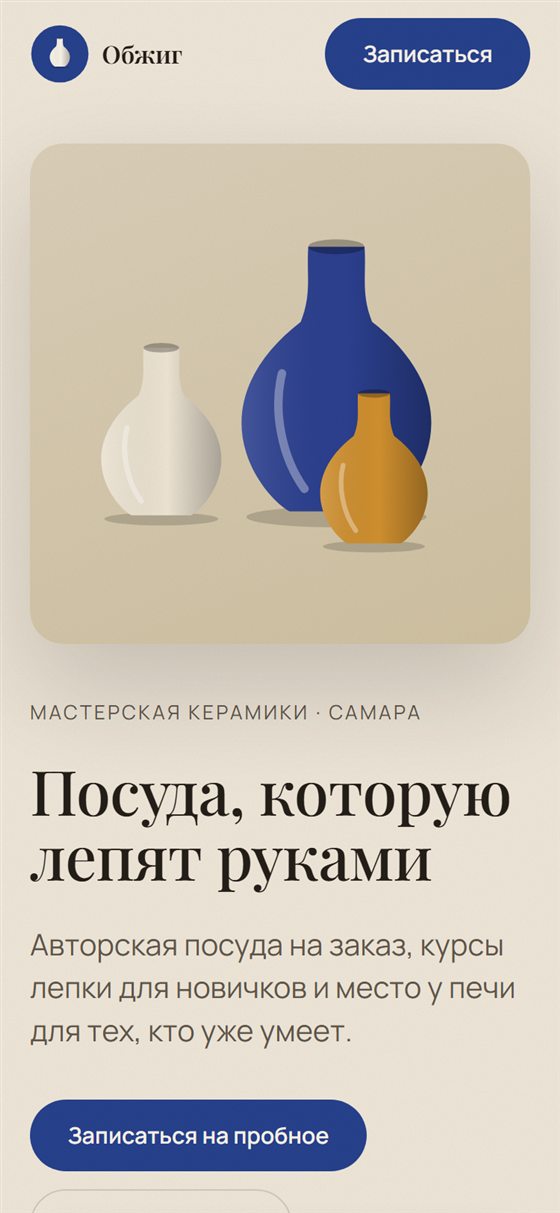 Обжиг
Записаться
МАСТЕРСКАЯ КЕРАМИКИ · САМАРА
Посуда, которую
лепят руками
Авторская посуда на заказ, курсы
лепки для новичков и место у печи
для тех, кто уже умеет.
Записаться на пробное